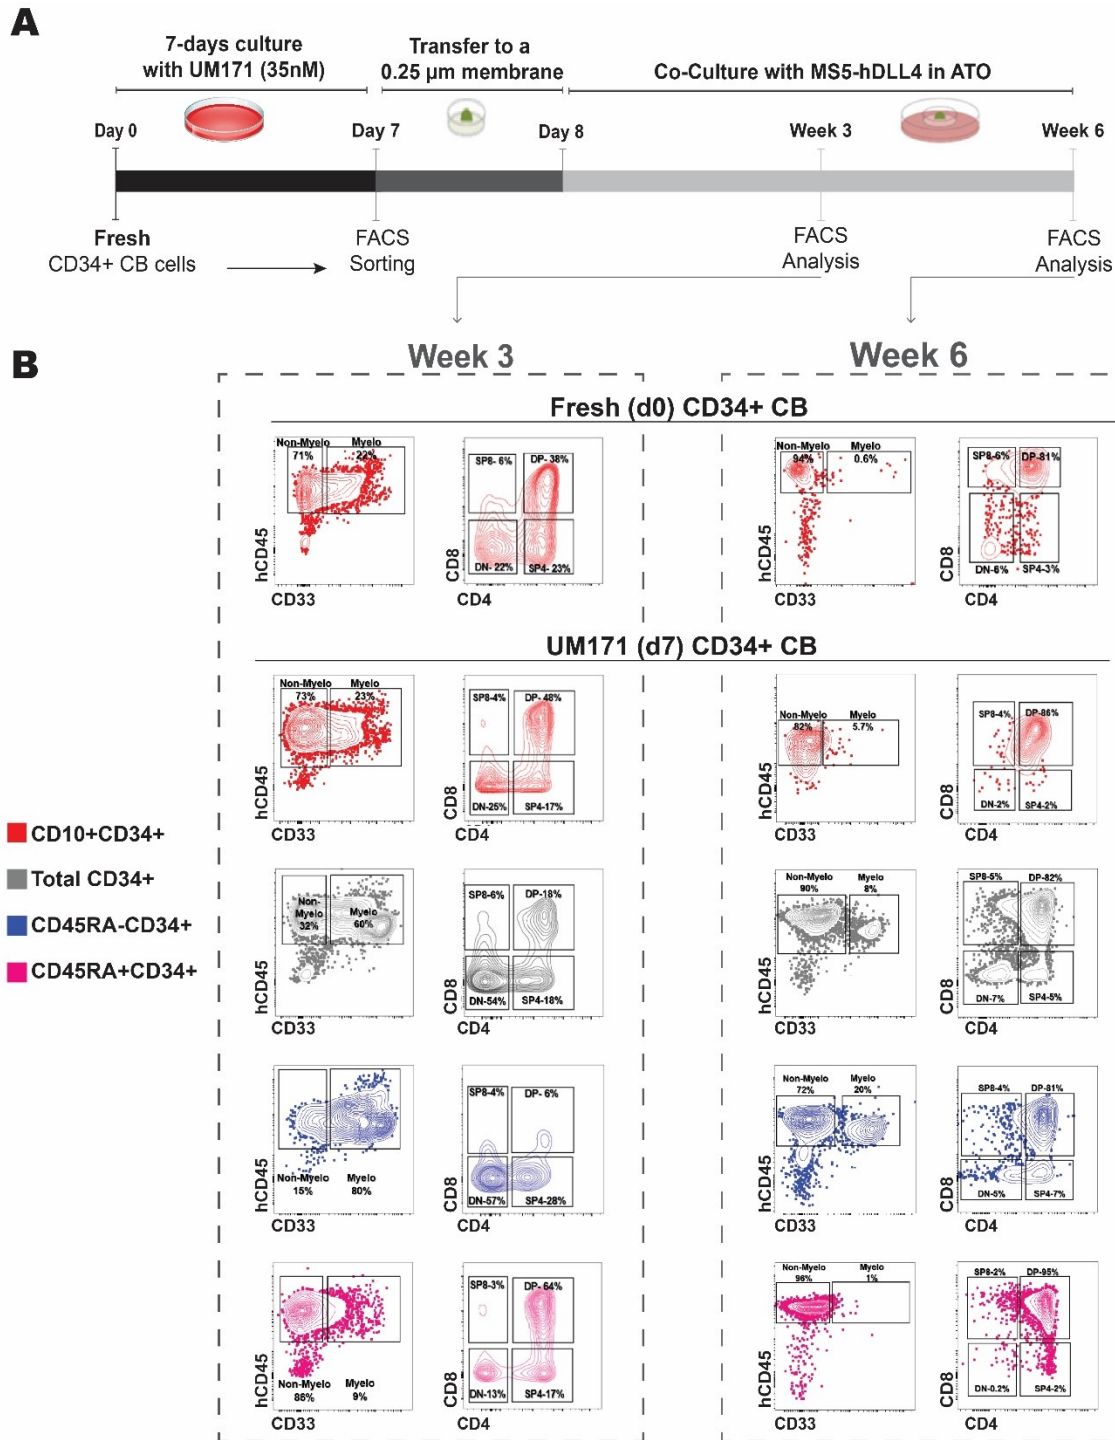 A
7-days culture
with UM171 (35nM)
Transfer to a
0.25 µm membrane
Co-Culture with MS5-hDLL4 in ATO
Day 0
Day 7
Day 8
Week 3
Week 6
Fresh
CD34+ CB cells
FACS
Sorting
FACS
Analysis
FACS
Analysis
B
Week 3
Week 6
Fresh (d0) CD34+ CB
Non-Myelo
71%
Myelo
22%
hCD45
CD33
SP8- 6%
DP- 38%
DN- 22%
SP4- 23%
CD8
CD4
Non-Myelo
94%
Myelo
0.6%
hCD45
CD33
SP8-6%
DP-81%
DN-6%
SP4-3%
CD8
CD4
UM171 (d7) CD34+ CB
Non-Myelo
73%
Myelo
23%
hCD45
CD33
SP8-4%
DP- 48%
DN-25%
SP4-17%
CD8
CD4
Non-Myelo
82%
Myelo
5.7%
hCD45
CD33
SP8-4%
DP-86%
DN-2%
SP4-2%
CD8
CD4
CD10+CD34+
Total CD34+
CD45RA-CD34+
CD45RA+CD34+
Non-
Myelo
32%
Myelo
60%
hCD45
CD33
SP8-6%
DP-18%
DN-54%
SP4-18%
CD8
CD4
Non-Myelo
90%
Myelo
8%
hCD45
CD33
SP8-5%
DP-82%
DN-7%
SP4-5%
CD8
CD4
Non-Myelo
15%
Myelo
80%
hCD45
CD33
SP8-4%
DP- 6%
DN-57%
SP4-28%
CD8
CD4
Non-Myelo
72%
Myelo
20%
hCD45
CD33
SP8-4%
DP-81%
DN-5%
SP4-7%
CD8
CD4
Non-Myelo
86%
Myelo
9%
hCD45
CD33
SP8-3%
DP- 64%
DN-13%
SP4-17%
CD8
CD4
Non-Myelo
96%
Myelo
1%
hCD45
CD33
SP8-2%
DP-95%
DN-0.2%
SP4-2%
CD8
CD4